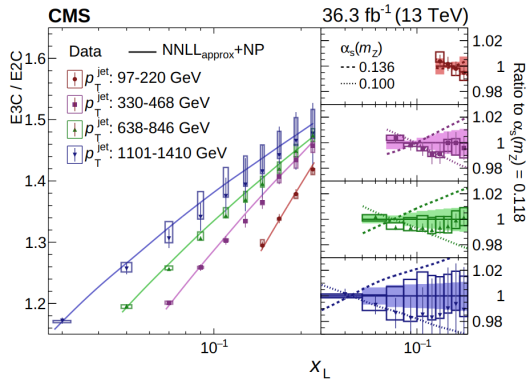 CMS
36.3 fb⁻¹ (13 TeV)
E3C / E2C
1.6
1.5
1.4
1.3
1.2
Data
NNLL_approx+NP
p_T^jet: 97-220 GeV
p_T^jet: 330-468 GeV
p_T^jet: 638-846 GeV
p_T^jet: 1101-1410 GeV
10⁻¹
α_s(m_Z)
0.136
0.100
1.02
1
0.98
1.02
1
0.98
1.02
1
0.98
1.02
1
0.98
10⁻¹
Ratio to α_s(m_Z) = 0.118
x_L